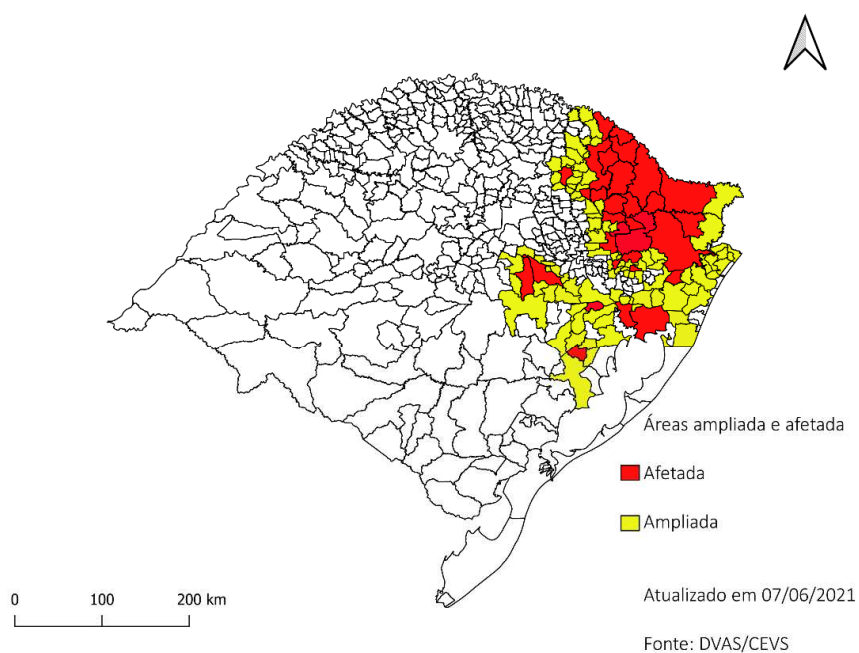 Áreas ampliada e afetada
Afetada
Ampliada
0 100 200 km
Atualizado em 07/06/2021
Fonte: DVAS/CEVS